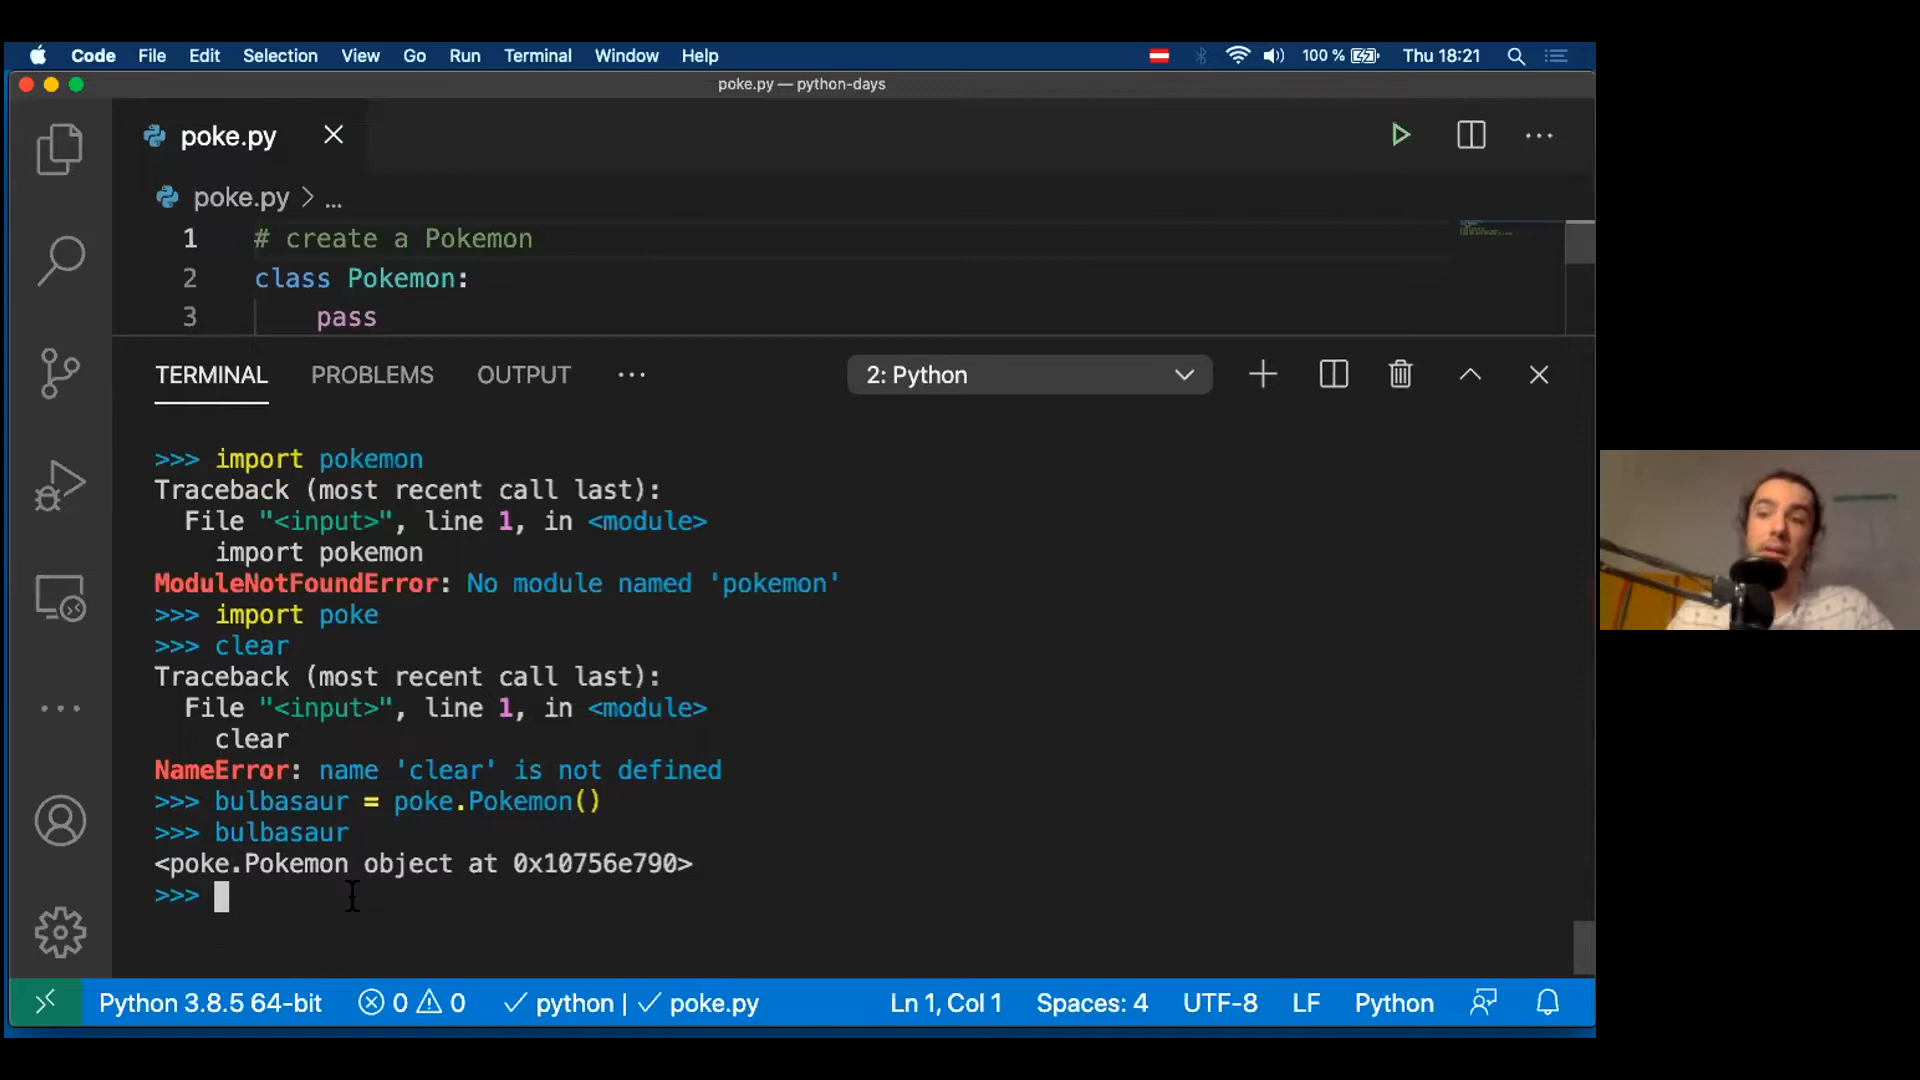 Code File Edit Selection View Go Run Terminal Window Help 100 % Thu 18:21
poke.py — python-days
poke.py
poke.py > ...
1 # create a Pokemon
2 class Pokemon:
3 pass
TERMINAL PROBLEMS OUTPUT ... 2: Python
>>> import pokemon
Traceback (most recent call last):
File "<input>", line 1, in <module>
import pokemon
ModuleNotFoundError: No module named 'pokemon'
>>> import poke
>>> clear
Traceback (most recent call last):
File "<input>", line 1, in <module>
clear
NameError: name 'clear' is not defined
>>> bulbasaur = poke.Pokemon()
>>> bulbasaur
<poke.Pokemon object at 0x10756e790>
>>>
Python 3.8.5 64-bit 0 0 ✓ python | ✓ poke.py Ln 1, Col 1 Spaces: 4 UTF-8 LF Python